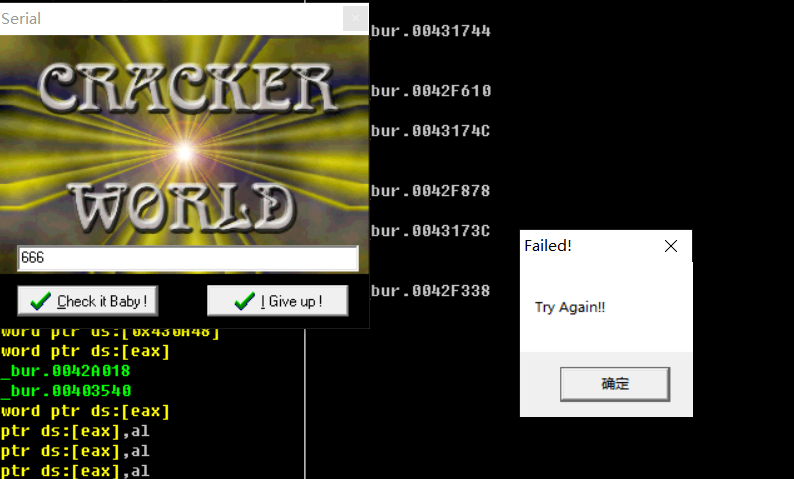 Serial
CRACKER
WORLD
666
Check it Baby !
I Give up !
word ptr ds:[0x430A48]
word ptr ds:[eax]
_bur.0042A018
_bur.00403540
word ptr ds:[eax]
ptr ds:[eax],al
ptr ds:[eax],al
ptr ds:[eax],al
bur.00431744
bur.0042F610
bur.0043174C
bur.0042F878
bur.0043173C
bur.0042F338
Failed!
Try Again!!
确定